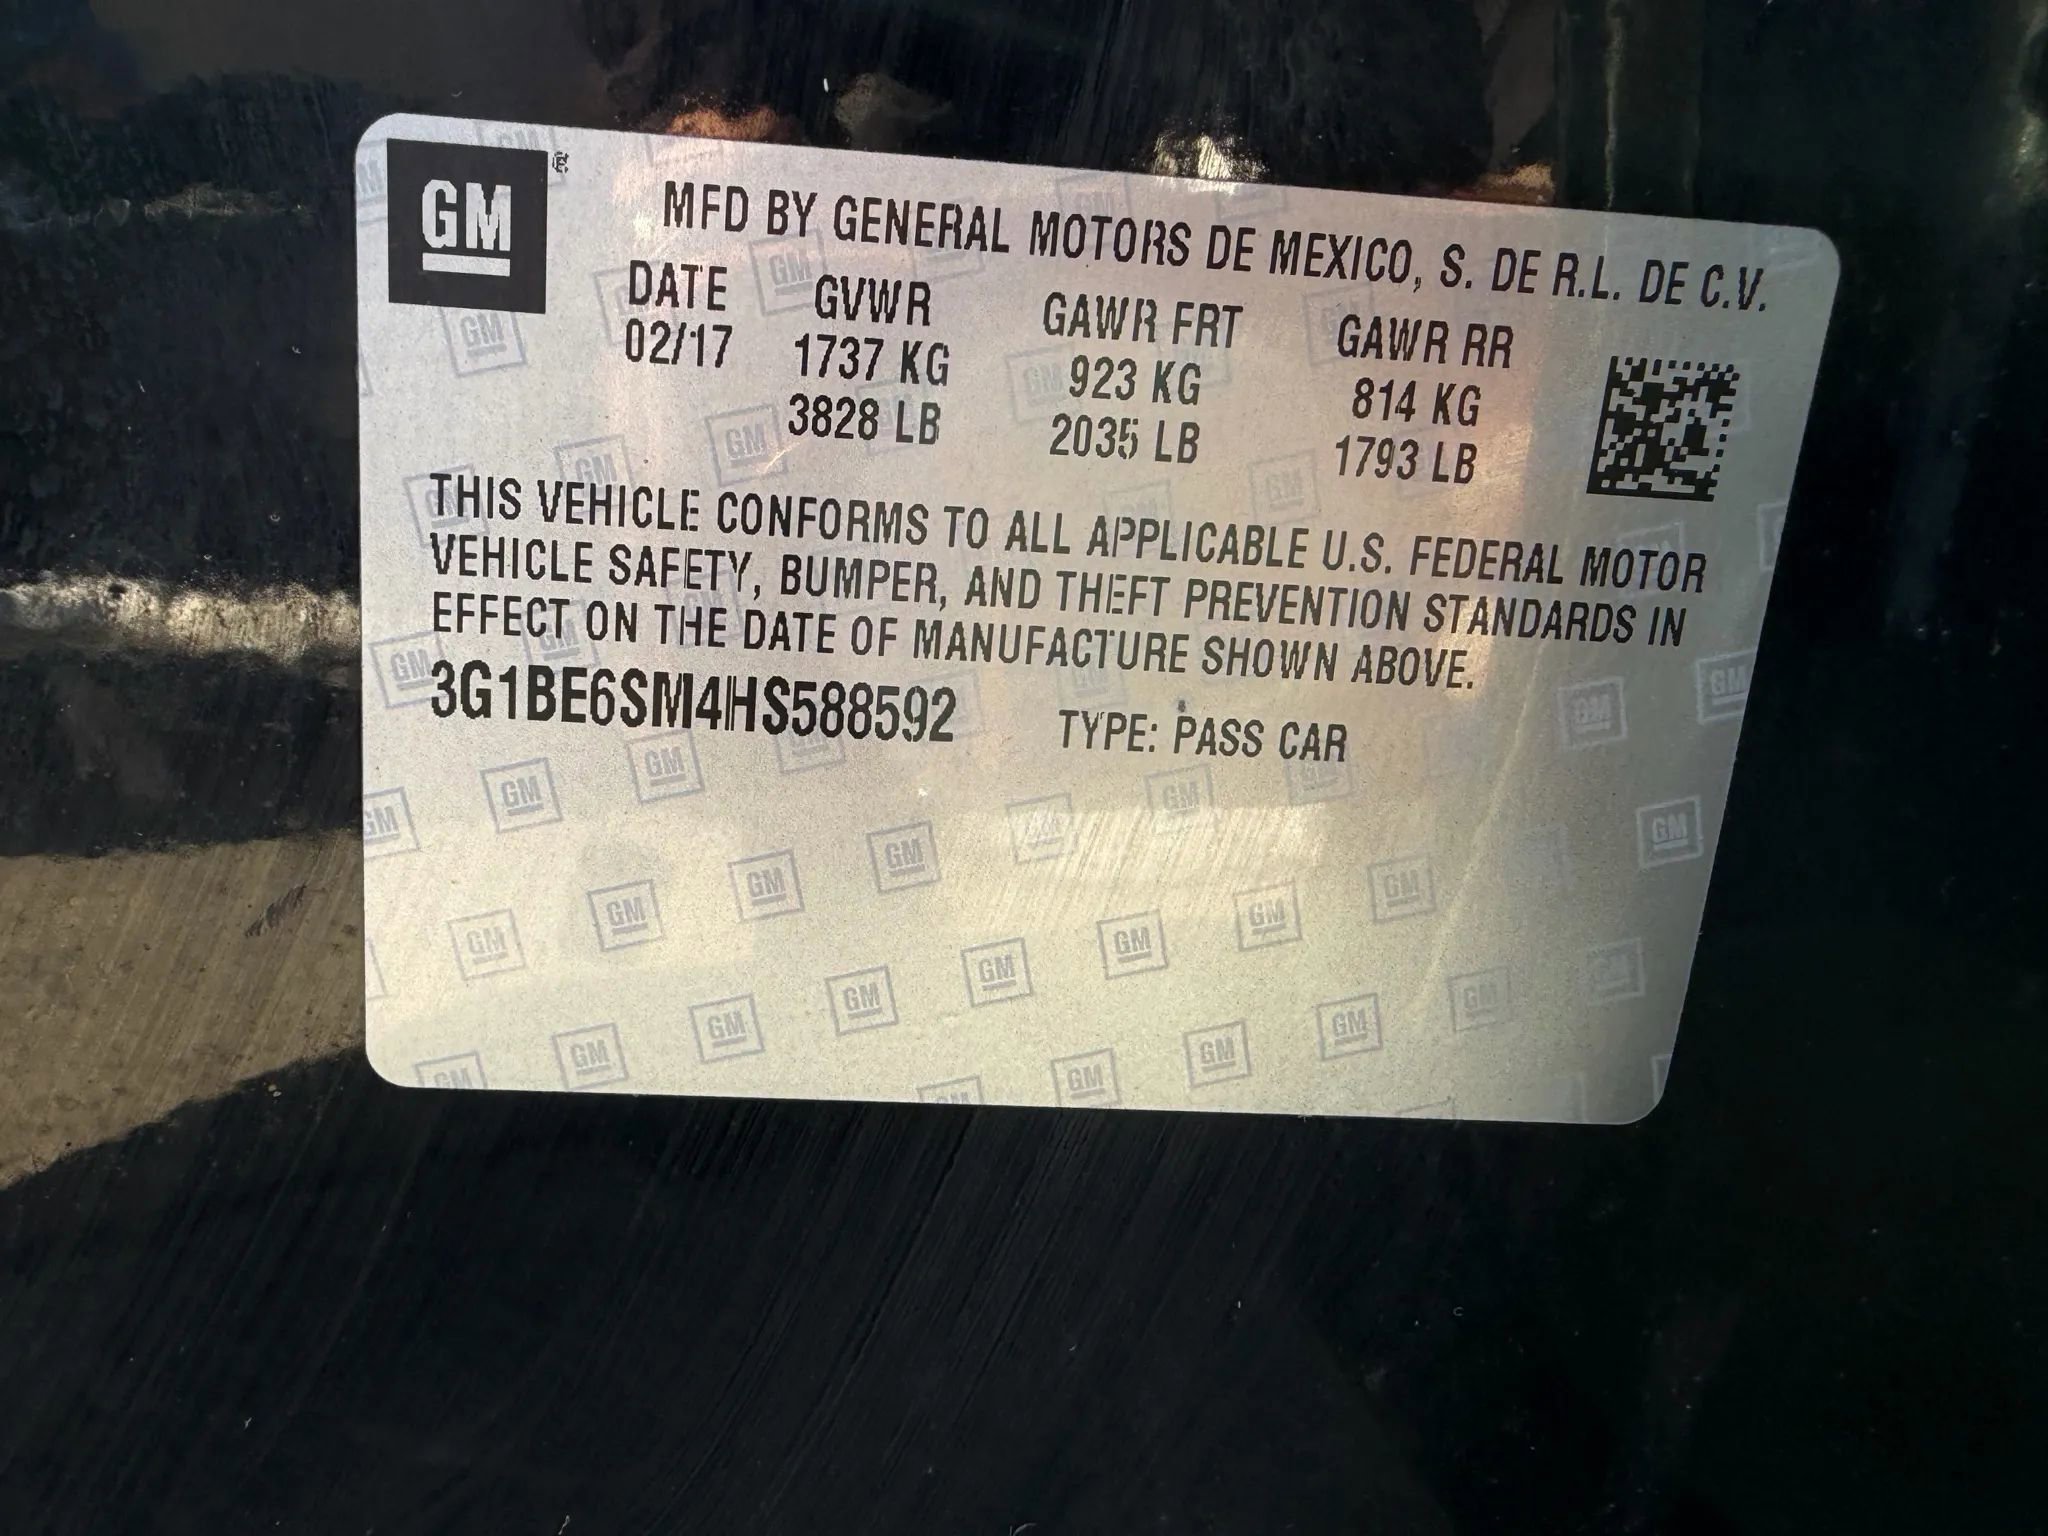 GM
MFD BY GENERAL MOTORS DE MEXICO, S. DE R.L. DE C.V.
DATE GVWR GAWR FRT GAWR RR
02/17 1737 KG 923 KG 814 KG
3828 LB 2035 LB 1793 LB
THIS VEHICLE CONFORMS TO ALL APPLICABLE U.S. FEDERAL MOTOR
VEHICLE SAFETY, BUMPER, AND THEFT PREVENTION STANDARDS IN
EFFECT ON THE DATE OF MANUFACTURE SHOWN ABOVE.
3G1BE6SM4HS588592 TYPE: PASS CAR